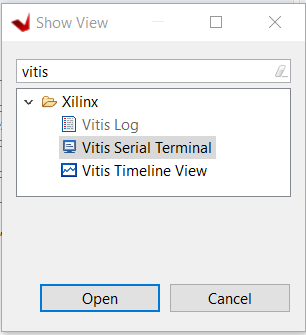 Show View
vitis
Xilinx
Vitis Log
Vitis Serial Terminal
Vitis Timeline View
Open
Cancel